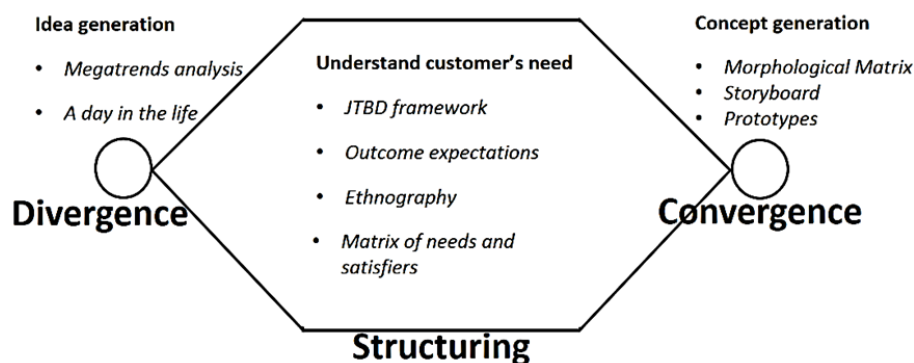 Idea generation
• Megatrends analysis
• A day in the life
Divergence
Understand customer's need
• JTBD framework
• Outcome expectations
• Ethnography
• Matrix of needs and
satisfiers
Structuring
Concept generation
• Morphological Matrix
• Storyboard
• Prototypes
Convergence